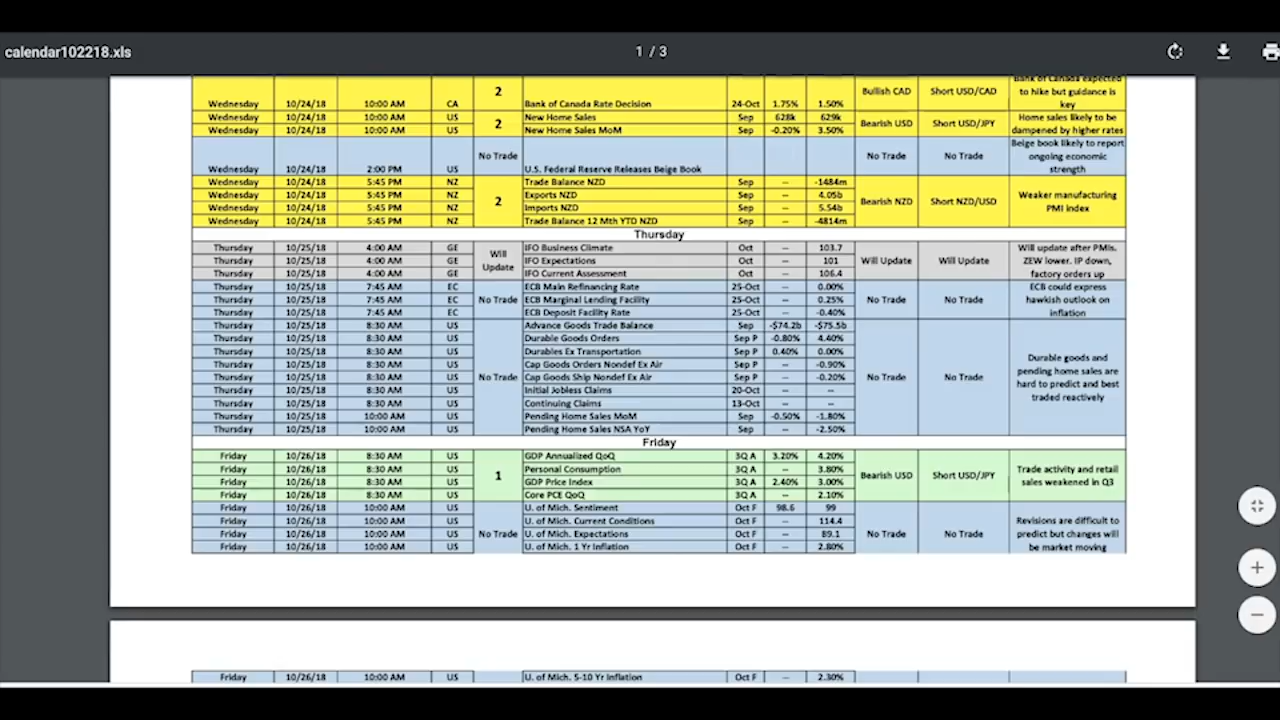 calendar102218.xls
1 / 3
Bank of Canada expected
Wednesday 10/24/18 10:00 AM CA 2 Bank of Canada Rate Decision 24-Oct 1.75% 1.50% Bullish CAD Short USD/CAD to hike but guidance is key
Wednesday 10/24/18 10:00 AM US 2 New Home Sales Sep 628k 629k Bearish USD Short USD/JPY Home sales likely to be
Wednesday 10/24/18 10:00 AM US New Home Sales MoM Sep -0.20% 3.50% dampened by higher rates
Wednesday 10/24/18 2:00 PM US No Trade U.S. Federal Reserve Releases Beige Book No Trade No Trade Beige book likely to report ongoing economic strength
Wednesday 10/24/18 5:45 PM NZ 2 Trade Balance NZD Sep -- -1484m Bearish NZD Short NZD/USD Weaker manufacturing PMI index
Wednesday 10/24/18 5:45 PM NZ Exports NZD Sep -- 4.05b
Wednesday 10/24/18 5:45 PM NZ Imports NZD Sep -- 5.54b
Wednesday 10/24/18 5:45 PM NZ Trade Balance 12 Mth YTD NZD Sep -- -4814m
Thursday
Thursday 10/25/18 4:00 AM GE Will Update IFO Business Climate Oct -- 103.7 Will Update Will Update Will update after PMIs.
Thursday 10/25/18 4:00 AM GE IFO Expectations Oct -- 101 ZEW lower. IP down,
Thursday 10/25/18 4:00 AM GE IFO Current Assessment Oct -- 106.4 factory orders up
Thursday 10/25/18 7:45 AM EC No Trade ECB Main Refinancing Rate 25-Oct -- 0.00% No Trade No Trade ECB could express
Thursday 10/25/18 7:45 AM EC ECB Marginal Lending Facility 25-Oct -- 0.25% hawkish outlook on
Thursday 10/25/18 7:45 AM EC ECB Deposit Facility Rate 25-Oct -- -0.40% inflation
Thursday 10/25/18 8:30 AM US No Trade Advance Goods Trade Balance Sep -$74.2b -$75.5b No Trade No Trade Durable goods and pending home sales are hard to predict and best traded reactively
Thursday 10/25/18 8:30 AM US Durable Goods Orders Sep P -0.80% 4.40%
Thursday 10/25/18 8:30 AM US Durables Ex Transportation Sep P 0.40% 0.00%
Thursday 10/25/18 8:30 AM US Cap Goods Orders Nondef Ex Air Sep P -- -0.90%
Thursday 10/25/18 8:30 AM US Cap Goods Ship Nondef Ex Air Sep P -- -0.20%
Thursday 10/25/18 8:30 AM US Initial Jobless Claims 20-Oct -- --
Thursday 10/25/18 8:30 AM US Continuing Claims 13-Oct -- --
Thursday 10/25/18 10:00 AM US Pending Home Sales MoM Sep -0.50% -1.80%
Thursday 10/25/18 10:00 AM US Pending Home Sales NSA YoY Sep -- -2.50%
Friday
Friday 10/26/18 8:30 AM US 1 GDP Annualized QoQ 3Q A 3.20% 4.20% Bearish USD Short USD/JPY Trade activity and retail sales weakened in Q3
Friday 10/26/18 8:30 AM US Personal Consumption 3Q A -- 3.80%
Friday 10/26/18 8:30 AM US GDP Price Index 3Q A 2.40% 3.00%
Friday 10/26/18 8:30 AM US Core PCE QoQ 3Q A -- 2.10%
Friday 10/26/18 10:00 AM US No Trade U. of Mich. Sentiment Oct F 98.6 99 No Trade No Trade Revisions are difficult to predict but changes will be market moving
Friday 10/26/18 10:00 AM US U. of Mich. Current Conditions Oct F -- 114.4
Friday 10/26/18 10:00 AM US U. of Mich. Expectations Oct F -- 89.1
Friday 10/26/18 10:00 AM US U. of Mich. 1 Yr Inflation Oct F -- 2.80%
Friday 10/26/18 10:00 AM US U. of Mich. 5-10 Yr Inflation Oct F -- 2.30%